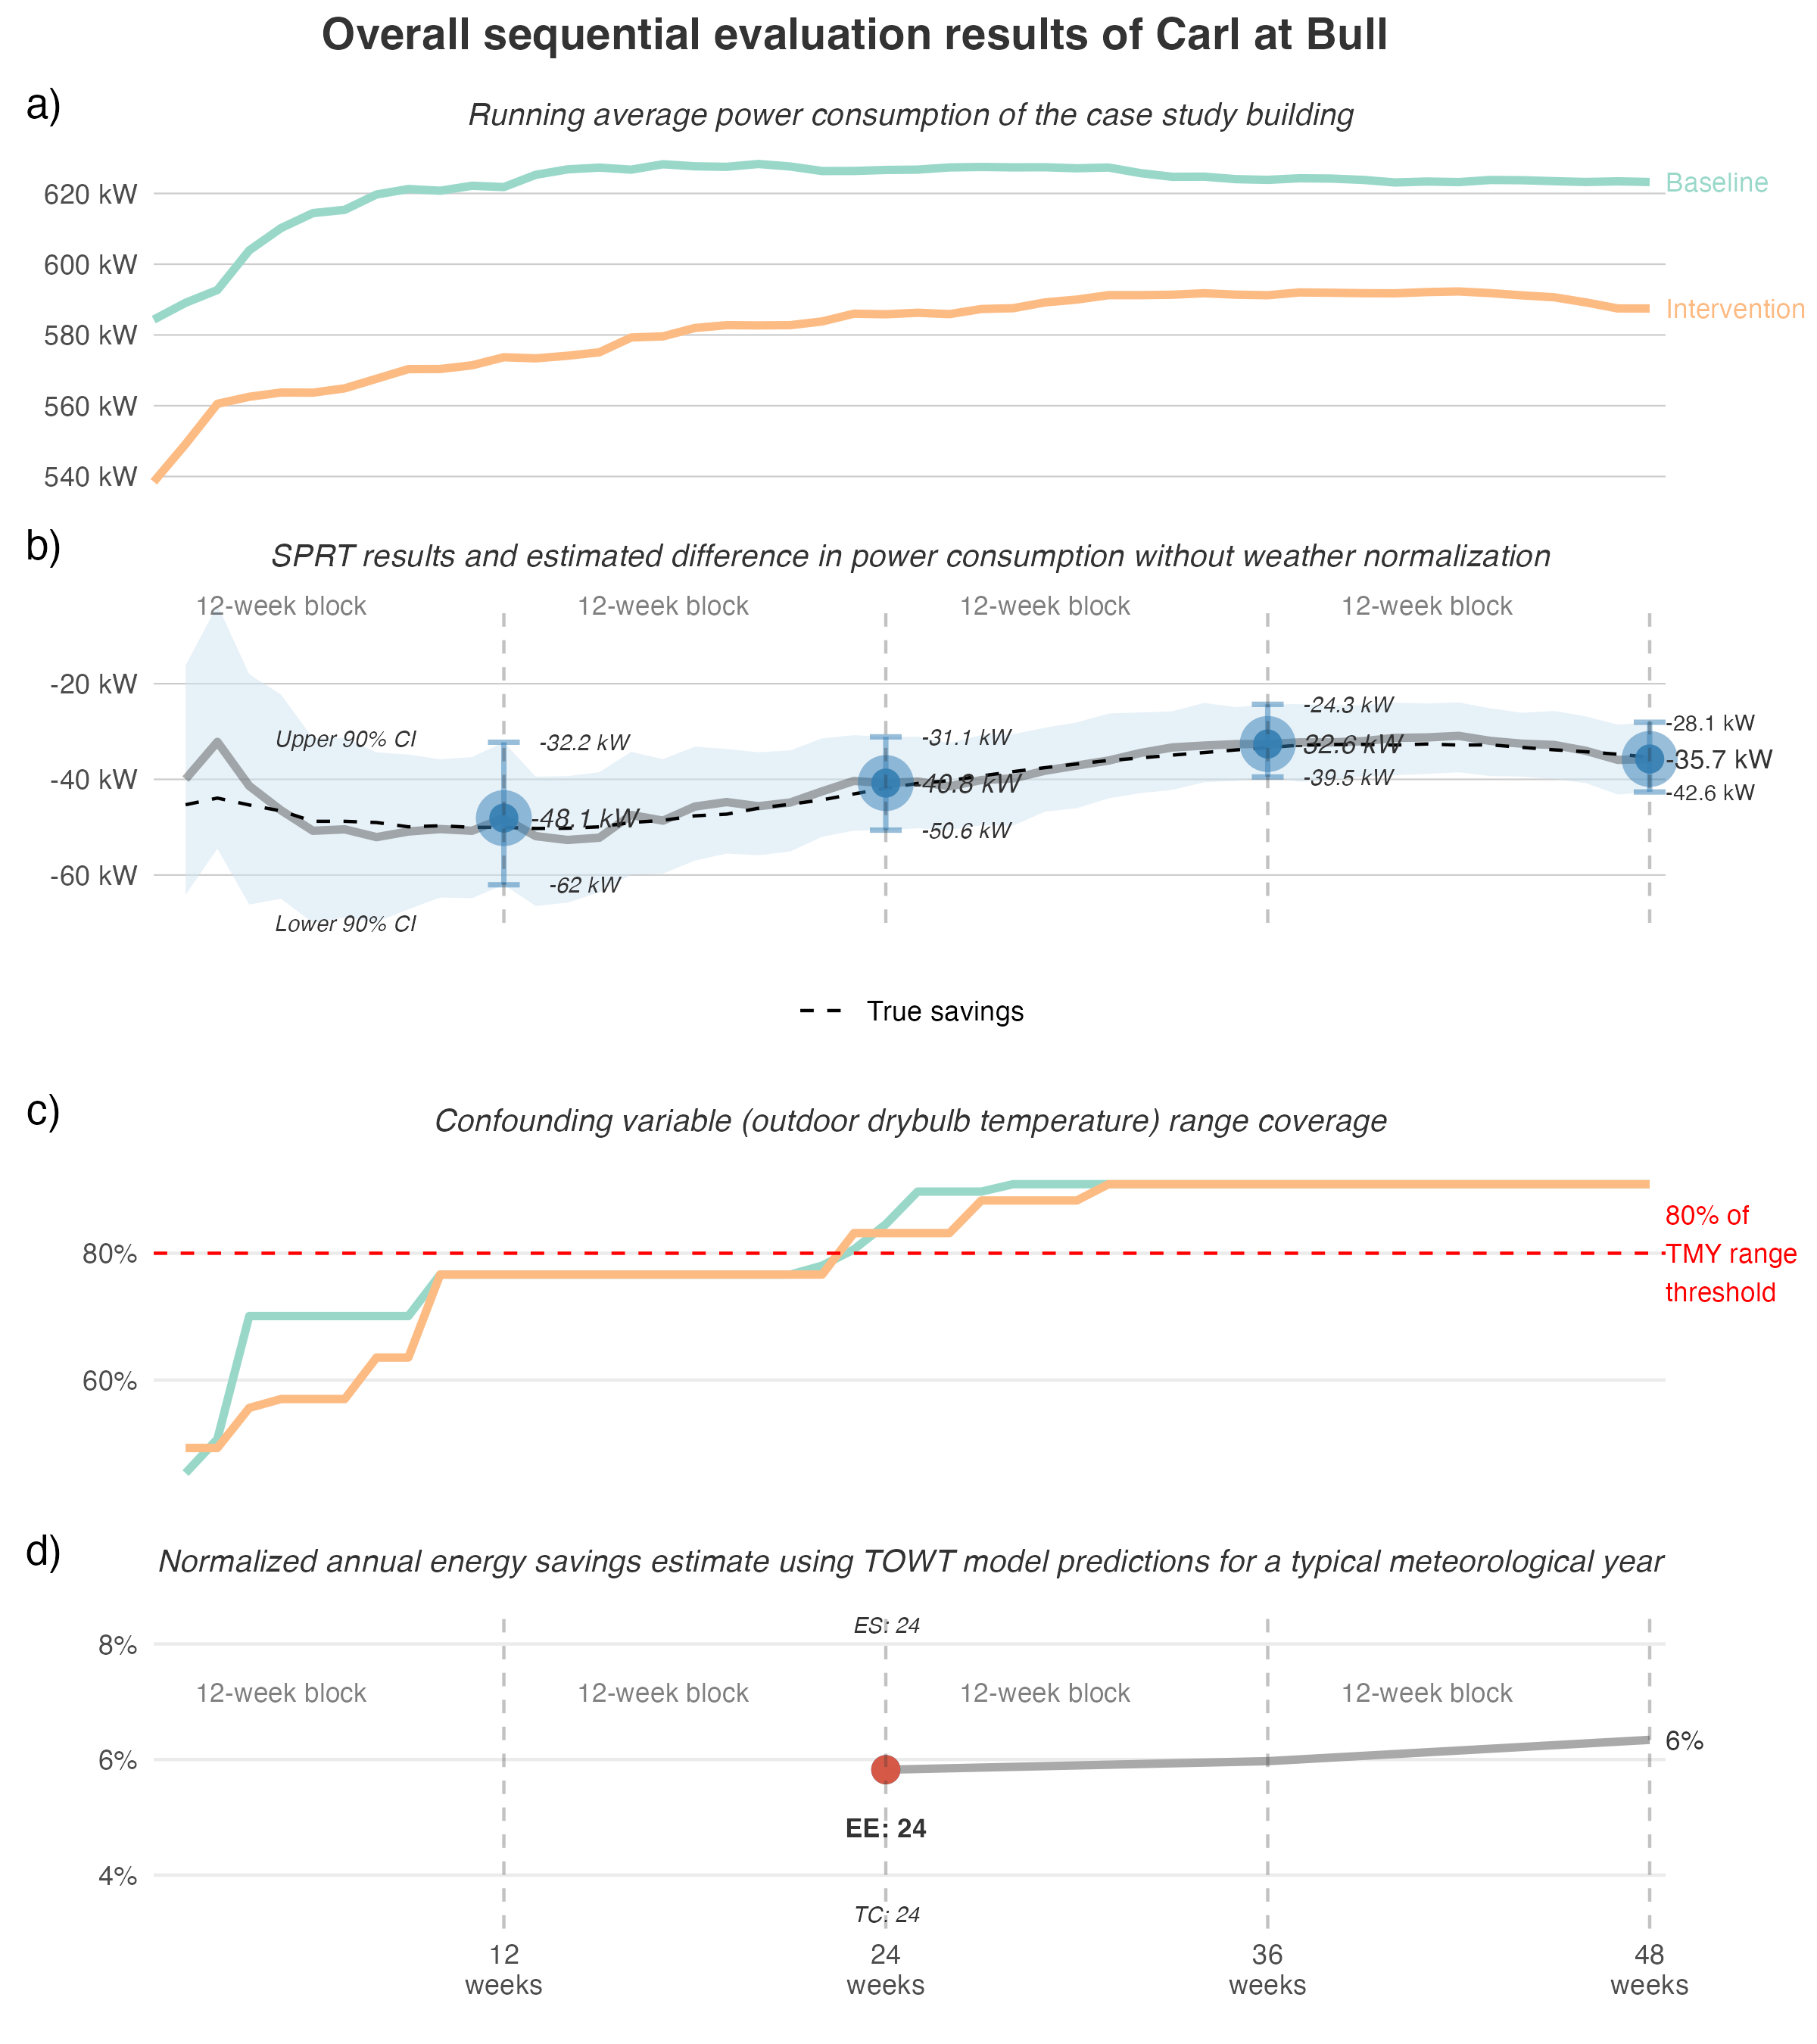 Overall sequential evaluation results of Carl at Bull
a)
Running average power consumption of the case study building
620 kW
600 kW
580 kW
560 kW
540 kW
Baseline
Intervention
b)
SPRT results and estimated difference in power consumption without weather normalization
12-week block 12-week block 12-week block 12-week block
-20 kW
-40 kW
-60 kW
Upper 90% CI
Lower 90% CI
-32.2 kW
-48.1 kW
-62 kW
-31.1 kW
-40.8 kW
-50.6 kW
-24.3 kW
-32.6 kW
-39.5 kW
-28.1 kW
-35.7 kW
-42.6 kW
True savings
c)
Confounding variable (outdoor drybulb temperature) range coverage
80%
60%
80% of
TMY range
threshold
d)
Normalized annual energy savings estimate using TOWT model predictions for a typical meteorological year
8%
6%
4%
ES: 24
12-week block 12-week block 12-week block 12-week block
6%
EE: 24
TC: 24
12
weeks
24
weeks
36
weeks
48
weeks